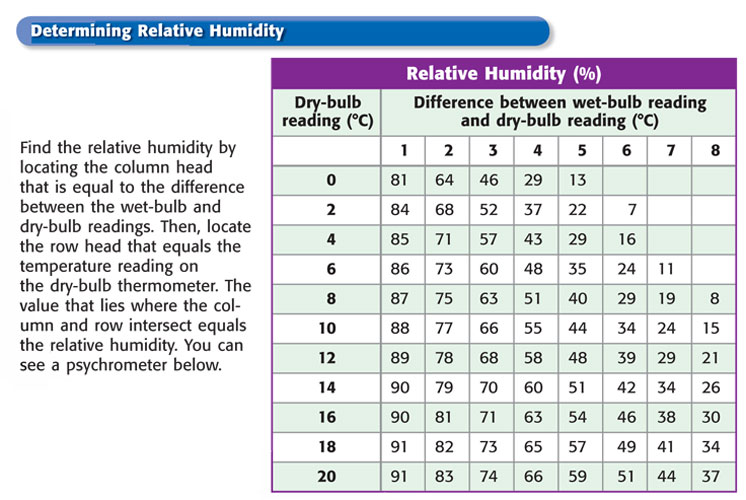 Determining Relative Humidity
Find the relative humidity by
locating the column head
that is equal to the difference
between the wet-bulb and
dry-bulb readings. Then, locate
the row head that equals the
temperature reading on
the dry-bulb thermometer. The
value that lies where the col-
umn and row intersect equals
the relative humidity. You can
see a psychrometer below.
Relative Humidity (%)
Dry-bulb
reading (°C)
Difference between wet-bulb reading
and dry-bulb reading (°C)
1 2 3 4 5 6 7 8
0 81 64 46 29 13
2 84 68 52 37 22 7
4 85 71 57 43 29 16
6 86 73 60 48 35 24 11
8 87 75 63 51 40 29 19 8
10 88 77 66 55 44 34 24 15
12 89 78 68 58 48 39 29 21
14 90 79 70 60 51 42 34 26
16 90 81 71 63 54 46 38 30
18 91 82 73 65 57 49 41 34
20 91 83 74 66 59 51 44 37